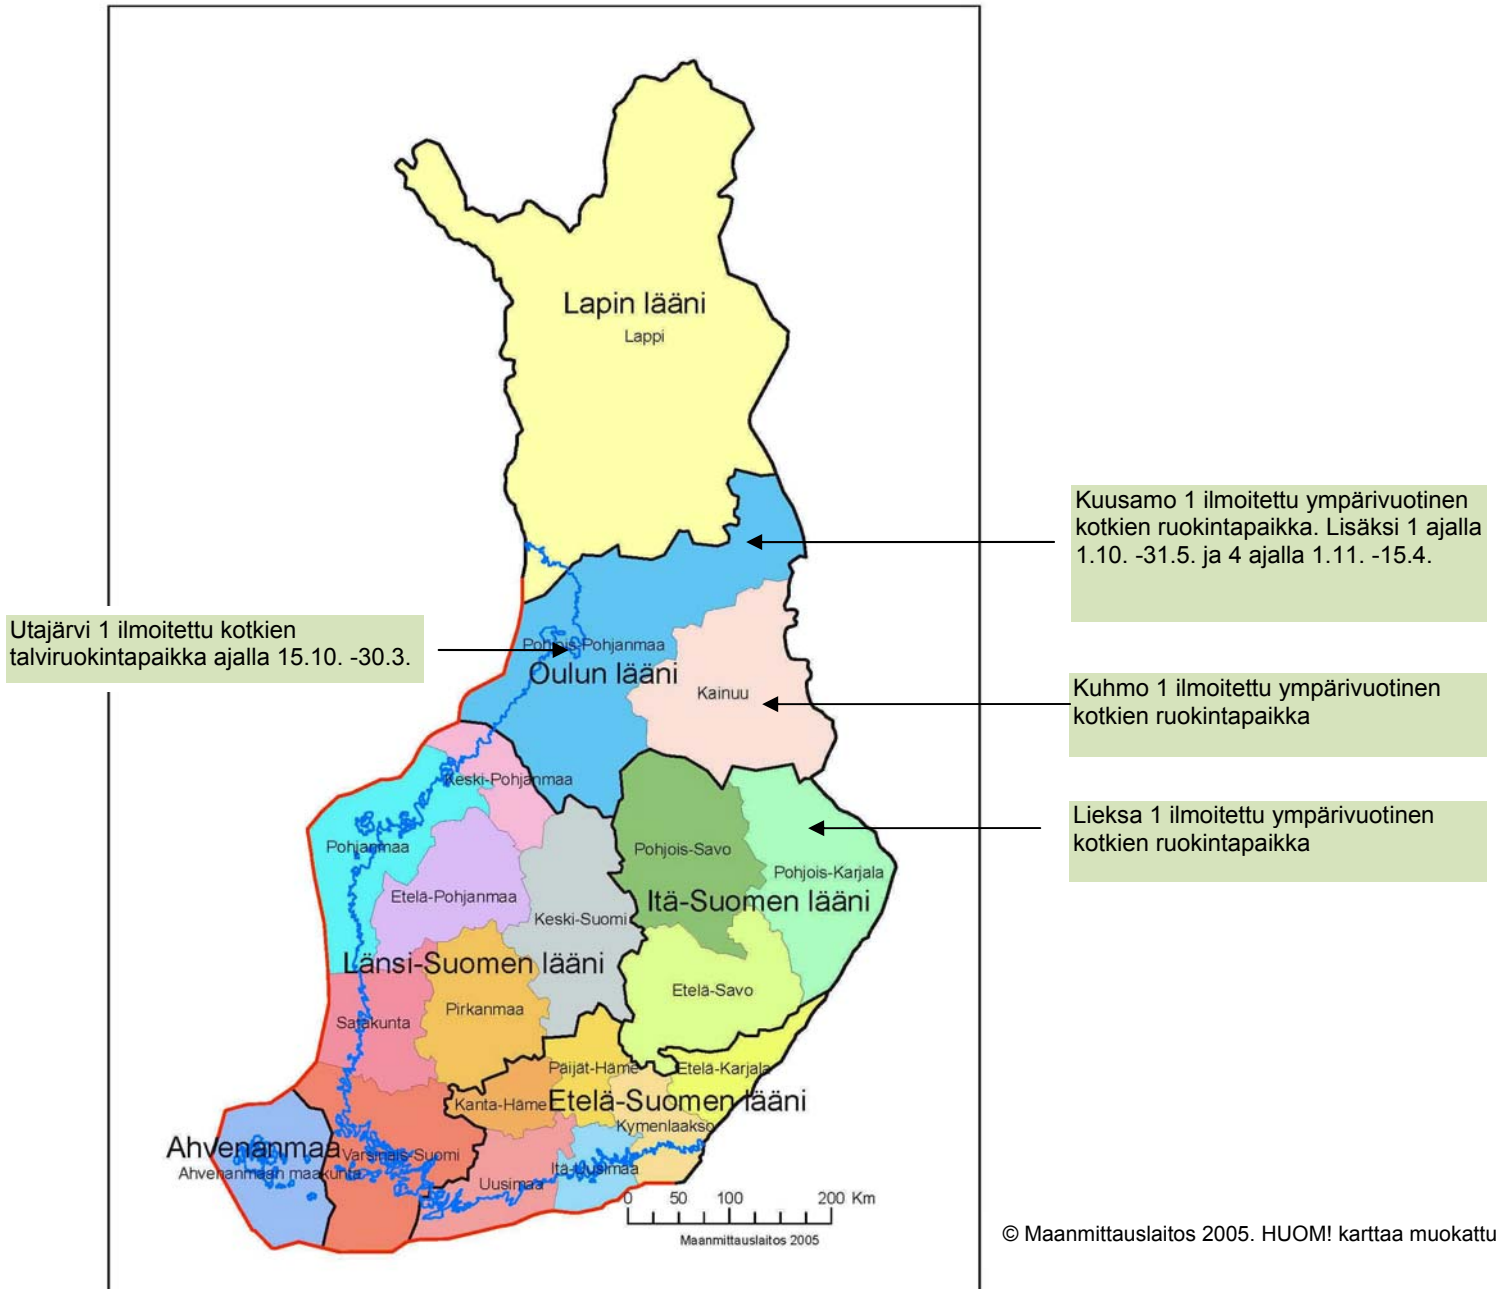 Lapin lääni
Lappi
Kuusamo 1 ilmoitettu ympärivuotinen
kotkien ruokintapaikka. Lisäksi 1 ajalla
1.10. -31.5. ja 4 ajalla 1.11. -15.4.
Utajärvi 1 ilmoitettu kotkien
talviruokintapaikka ajalla 15.10. -30.3.
Pohjois-Pohjanmaa
Oulun lääni
Kainuu
Kuhmo 1 ilmoitettu ympärivuotinen
kotkien ruokintapaikka
Keski-Pohjanmaa
Lieksa 1 ilmoitettu ympärivuotinen
kotkien ruokintapaikka
Pohjanmaa
Pohjois-Savo
Pohjois-Karjala
Etelä-Pohjanmaa
Itä-Suomen lääni
Keski-Suomi
Länsi-Suomen lääni
Etelä-Savo
Pirkanmaa
Satakunta
Päijät-Häme
Etelä-Karjala
Kanta-Häme
Etelä-Suomen lääni
Kymenlaakso
Ahvenanmaa
Varsinais-Suomi
Ahvenanmaan maakunta
Itä-Uusimaa
Uusimaa
0 50 100 200 Km
Maanmittauslaitos 2005
© Maanmittauslaitos 2005. HUOM! karttaa muokattu